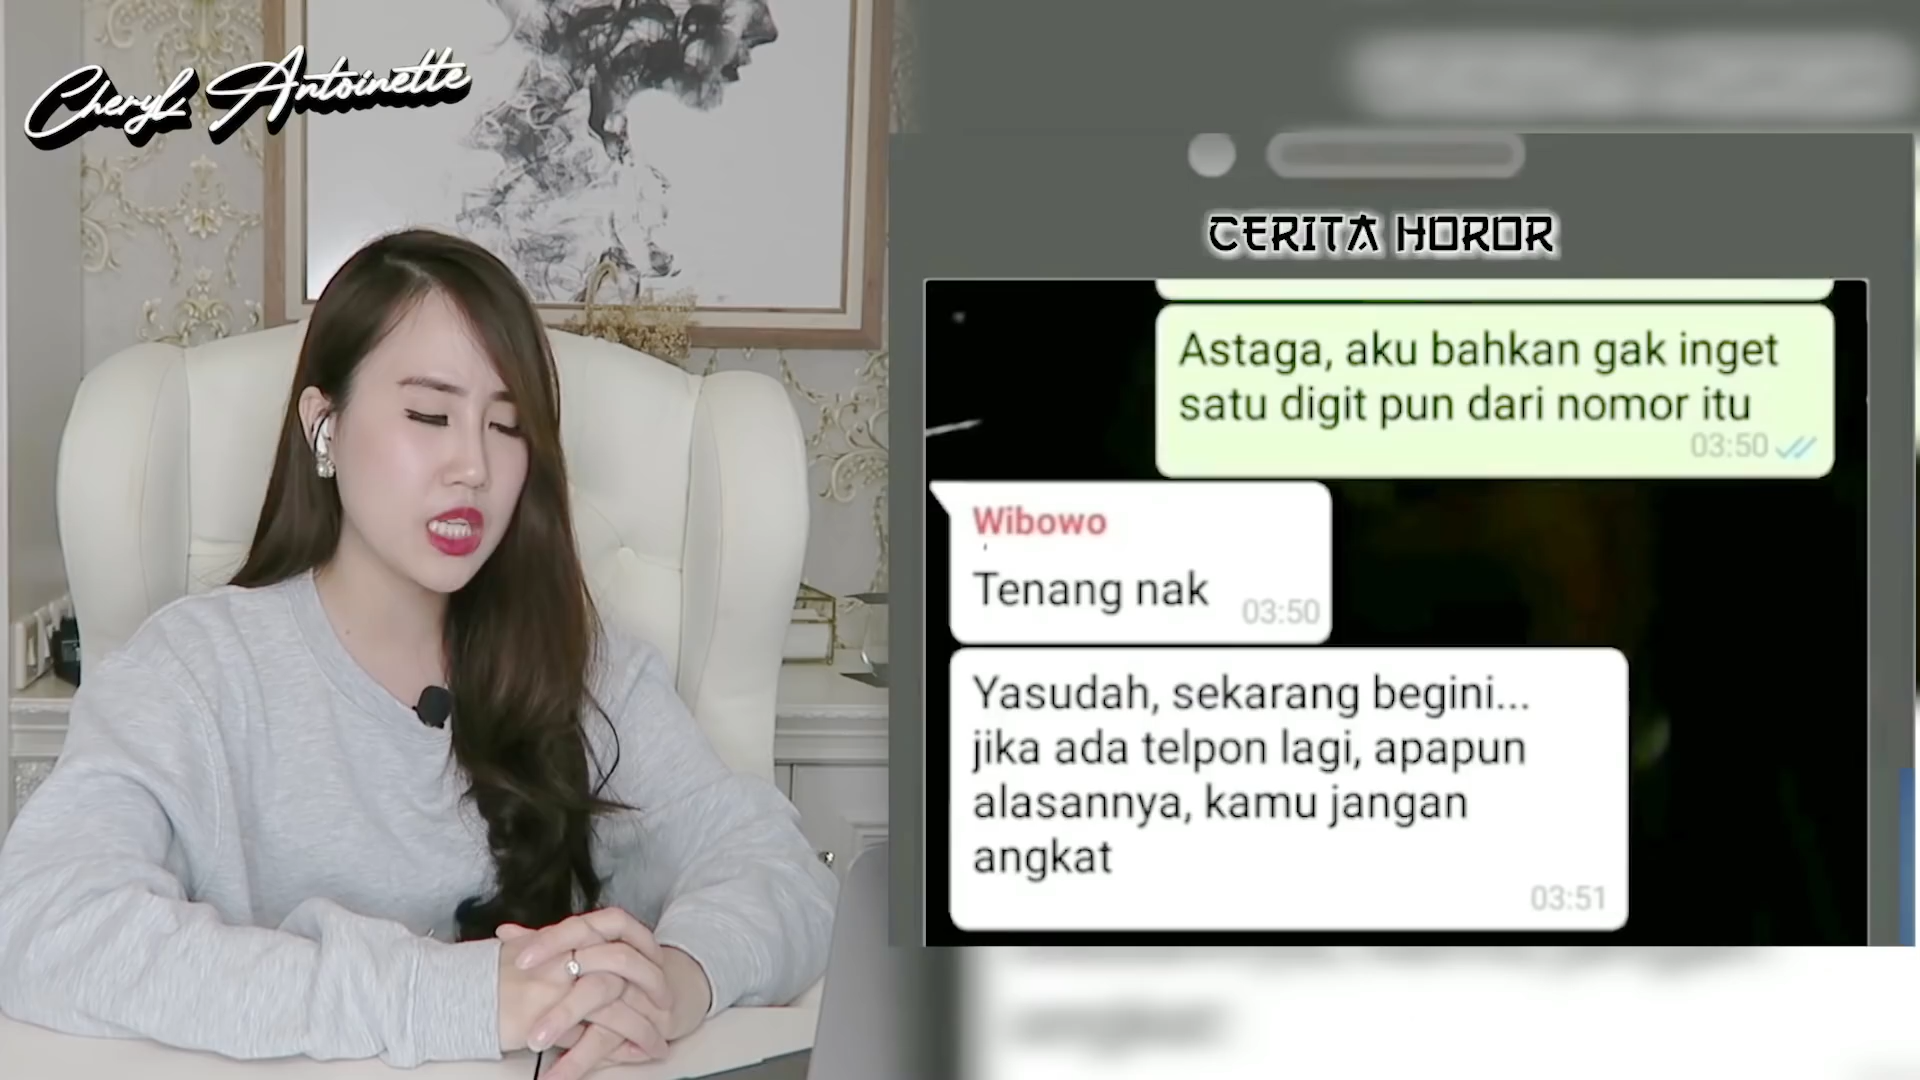 Cheryl Antoinette
CERITA HOROR
Astaga, aku bahkan gak inget
satu digit pun dari nomor itu
03:50
Wibowo
Tenang nak
03:50
Yasudah, sekarang begini...
jika ada telpon lagi, apapun
alasannya, kamu jangan
angkat
03:51